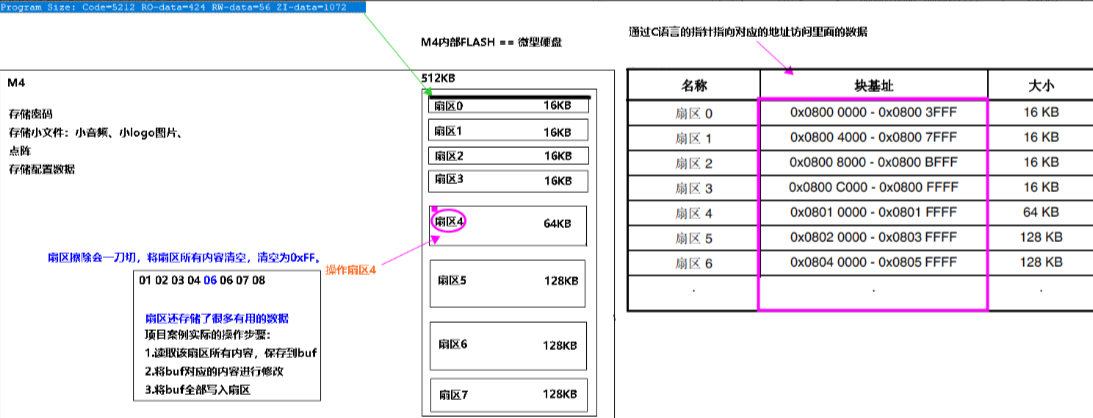 Program Size: Code=5212 RO-data=424 RW-data=56 ZI-data=1072
M4内部FLASH == 微型硬盘
通过C语言的指针指向对应的地址访问里面的数据
M4
存储密码
存储小文件：小音频、小logo图片、
点阵
存储配置数据
扇区擦除会一刀切，将扇区所有内容清空，清空为0xFF。
操作扇区4
01 02 03 04 06 06 07 08
扇区还存储了很多有用的数据
项目案例实际的操作步骤：
1.读取该扇区所有内容，保存到buf
2.将buf对应的内容进行修改
3.将buf全部写入扇区
512KB
扇区0 16KB
扇区1 16KB
扇区2 16KB
扇区3 16KB
扇区4 64KB
扇区5 128KB
扇区6 128KB
扇区7 128KB
名称 块基址 大小
扇区 0 0x0800 0000 - 0x0800 3FFF 16 KB
扇区 1 0x0800 4000 - 0x0800 7FFF 16 KB
扇区 2 0x0800 8000 - 0x0800 BFFF 16 KB
扇区 3 0x0800 C000 - 0x0800 FFFF 16 KB
扇区 4 0x0801 0000 - 0x0801 FFFF 64 KB
扇区 5 0x0802 0000 - 0x0803 FFFF 128 KB
扇区 6 0x0804 0000 - 0x0805 FFFF 128 KB
. . .